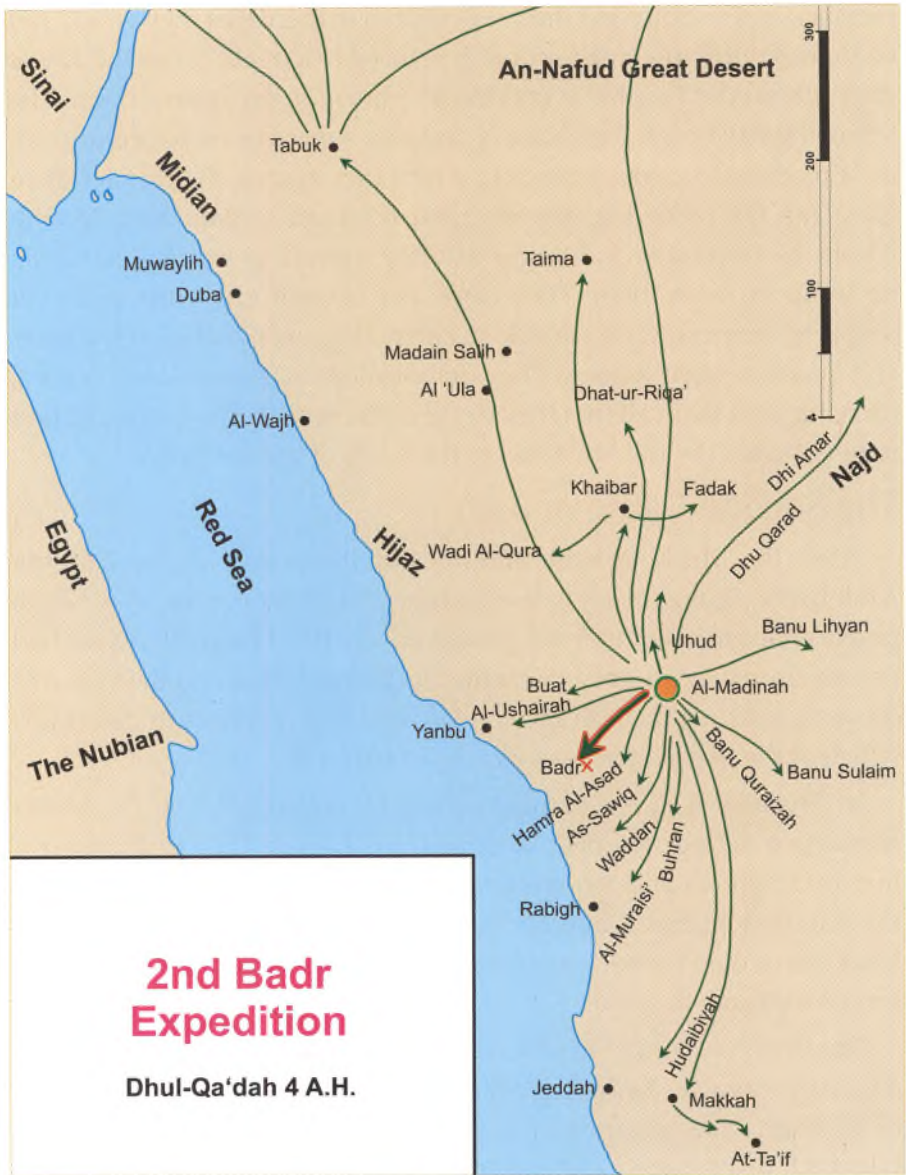 Sinai
An-Nafud Great Desert
300
Tabuk
200
Midian
Muwaylih
Taima
Duba
100
Madain Salih
Al ‘Ula
Dhat-ur-Riqa’
Al-Wajh
0
Dhi Amar
Najd
Khaibar
Fadak
Egypt
Red Sea
Hijaz
Wadi Al-Qura
Dhu Qarad
Uhud
Banu Lihyan
Buat
Al-Madinah
Al-Ushairah
Yanbu
The Nubian
Badr
Banu Quraizah
Banu Sulaim
Hamra Al-Asad
As-Sawiq
Waddan
Buhran
Al-Muraisi”
Rabigh
2nd Badr
Expedition
Dhul-Qa‘dah 4 A.H.
Hudaibiyah
Jeddah
Makkah
At-Ta’if